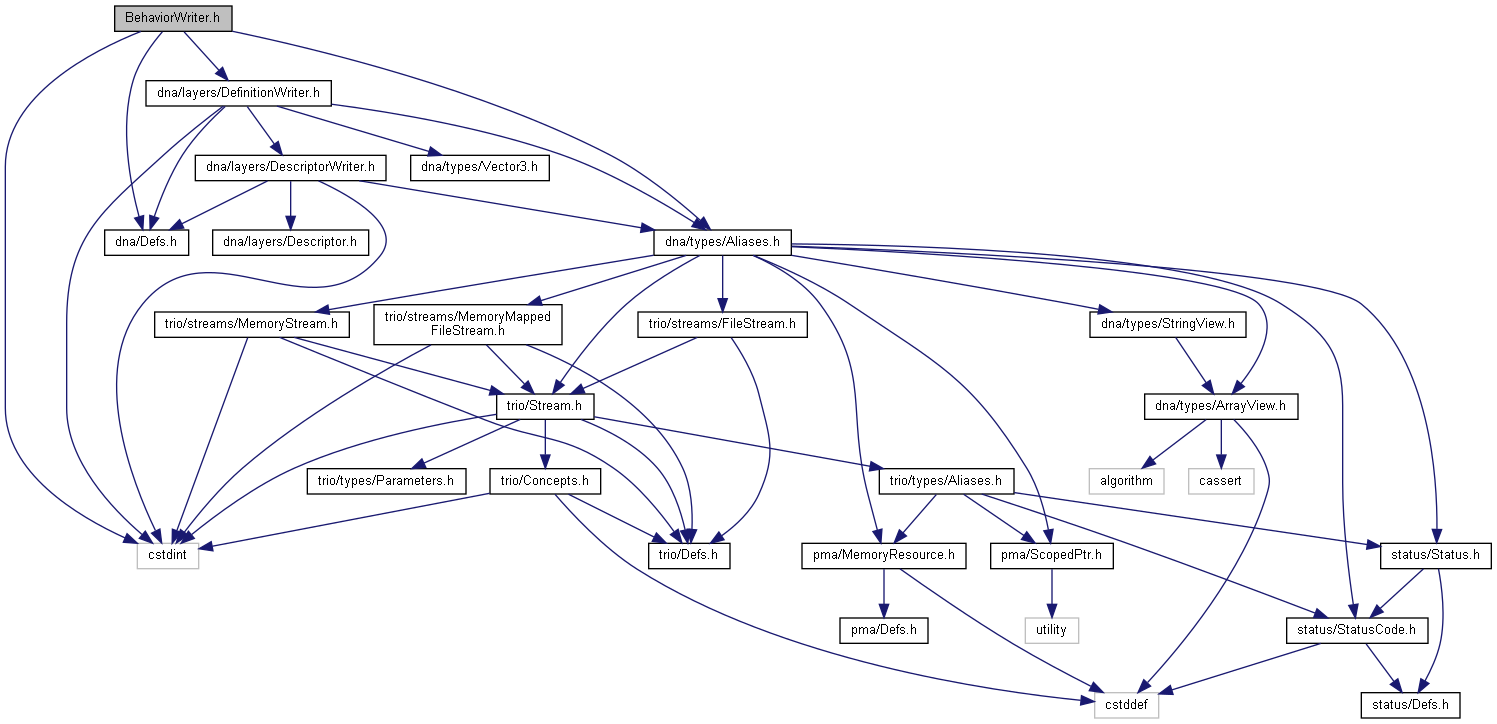 BehaviorWriter.h
dna/layers/DefinitionWriter.h
dna/layers/DescriptorWriter.h
dna/types/Vector3.h
dna/Defs.h
dna/layers/Descriptor.h
dna/types/Aliases.h
trio/streams/MemoryStream.h
trio/streams/MemoryMapped
FileStream.h
trio/streams/FileStream.h
dna/types/StringView.h
trio/Stream.h
dna/types/ArrayView.h
trio/types/Parameters.h
trio/Concepts.h
trio/types/Aliases.h
algorithm
cassert
cstdint
trio/Defs.h
pma/MemoryResource.h
pma/ScopedPtr.h
status/Status.h
pma/Defs.h
utility
status/StatusCode.h
cstddef
status/Defs.h